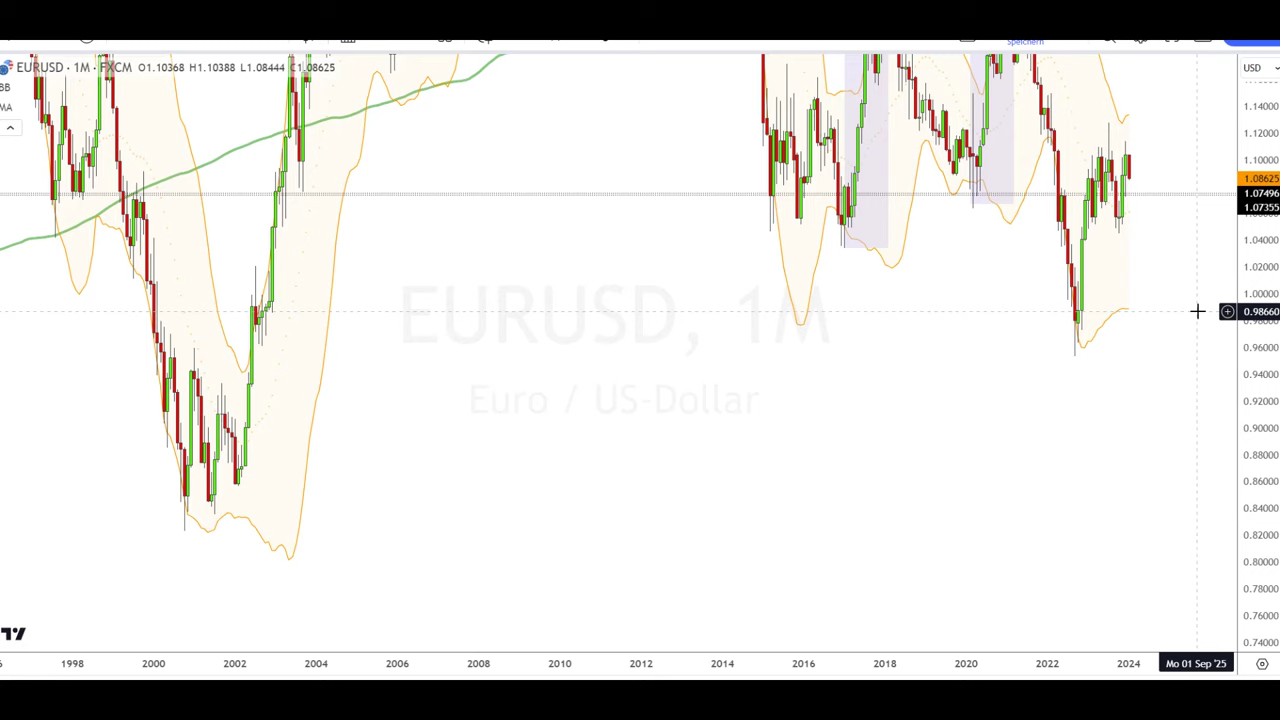 Speichern
EURUSD · 1M · FXCM O1.10368 H1.10388 L1.08444 C1.08625
BB
MA
USD
1.14000
1.12000
1.10000
1.08625
1.07496
1.07355
1.04000
1.02000
1.00000
0.98660
0.96000
0.94000
0.92000
0.90000
0.88000
0.86000
0.84000
0.82000
0.80000
0.78000
0.76000
0.74000
EURUSD, 1M
Euro / US-Dollar
1998 2000 2002 2004 2006 2008 2010 2012 2014 2016 2018 2020 2022 2024 Mo 01 Sep '25